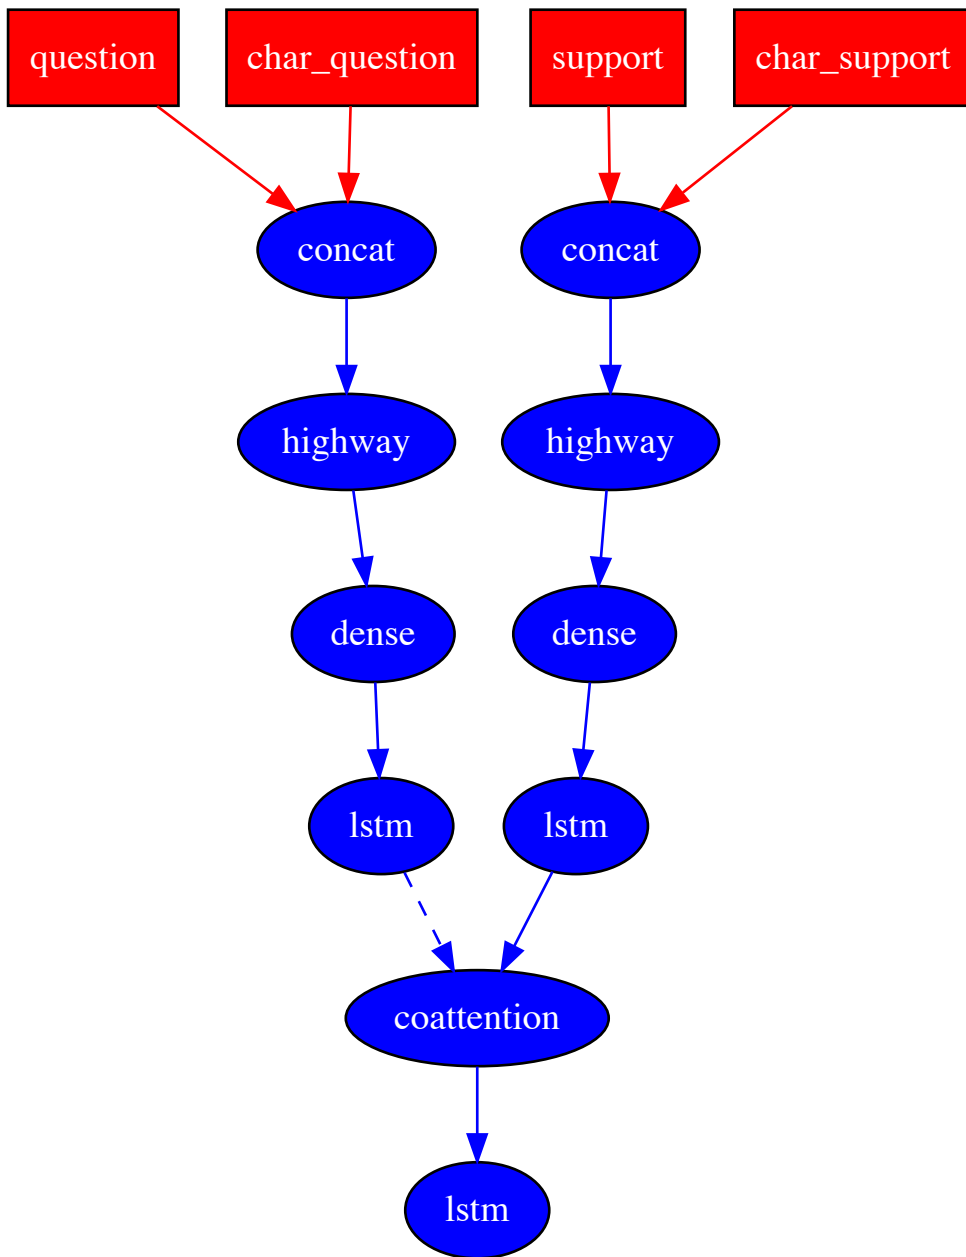 question
char_question
support
char_support
concat
concat
highway
highway
dense
dense
lstm
lstm
coattention
lstm